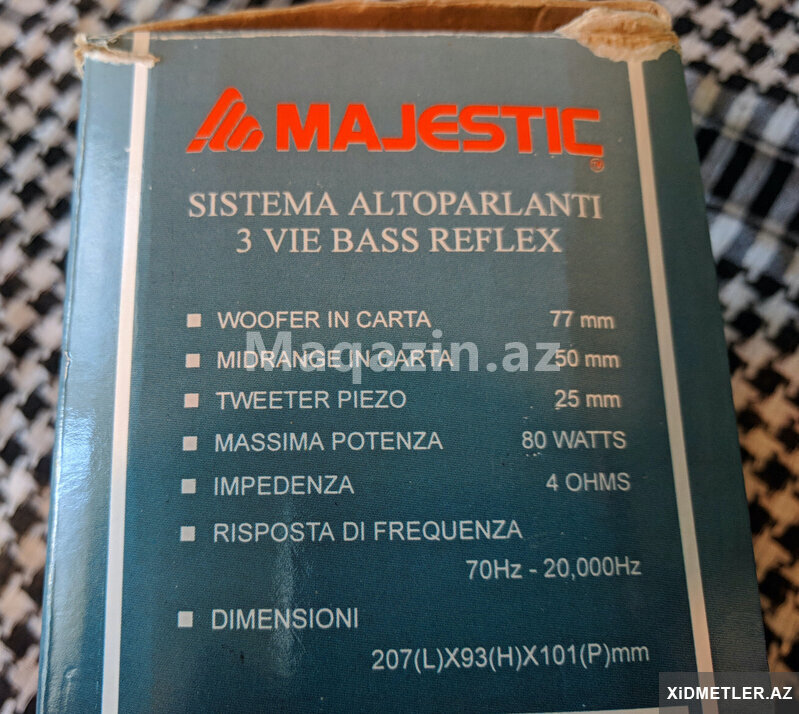 MAJESTIC
SISTEMA ALTOPARLANTI
3 VIE BASS REFLEX
WOOFER IN CARTA 77 mm
MIDRANGE IN CARTA 50 mm
Maqazin.az
TWEETER PIEZO 25 mm
MASSIMA POTENZA 80 WATTS
IMPEDENZA 4 OHMS
RISPOSTA DI FREQUENZA
70Hz - 20,000Hz
DIMENSIONI
207(L)X93(H)X101(P)mm
XiDMETLER.AZ